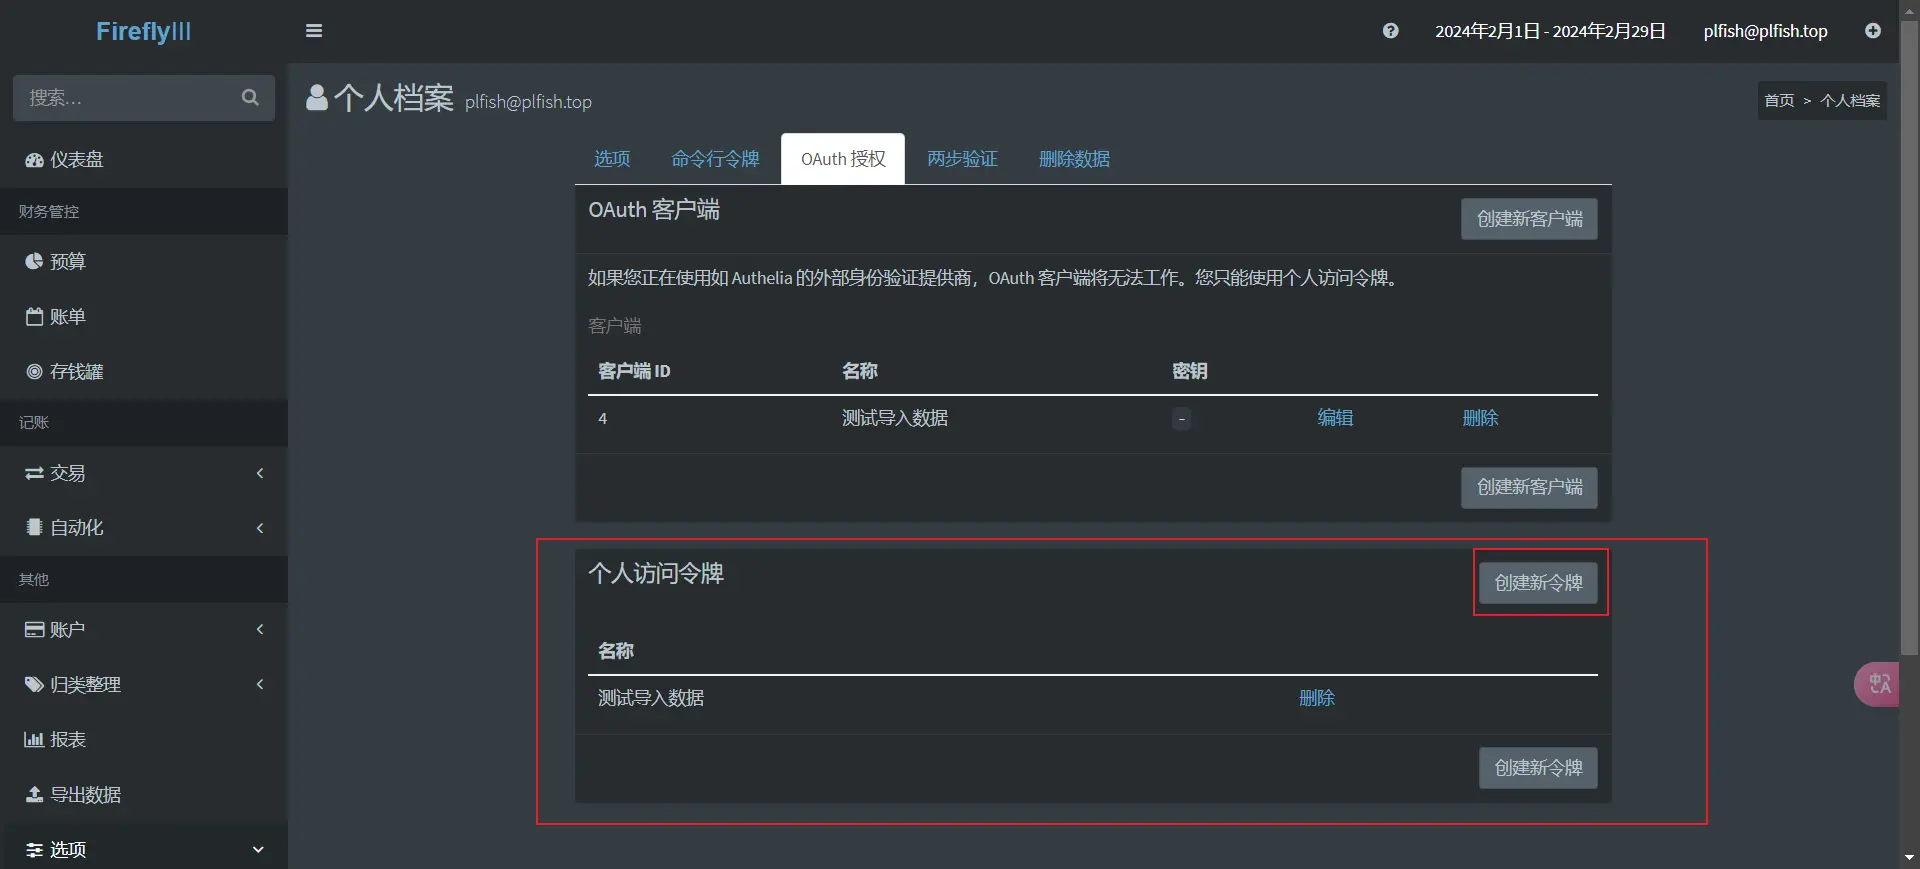 FireflyIII
2024年2月1日 - 2024年2月29日
plfish@plfish.top
搜索...
仪表盘
财务管控
预算
账单
存钱罐
记账
交易
自动化
其他
账户
归类整理
报表
导出数据
选项
个人档案 plfish@plfish.top
首页 > 个人档案
选项 命令行令牌 OAuth 授权 两步验证 删除数据
OAuth 客户端
创建新客户端
如果您正在使用如 Authelia 的外部身份验证提供商，OAuth 客户端将无法工作。您只能使用个人访问令牌。
客户端
客户端 ID 名称 密钥
4 测试导入数据 - 编辑 删除
创建新客户端
个人访问令牌
创建新令牌
名称
测试导入数据 删除
创建新令牌
中A